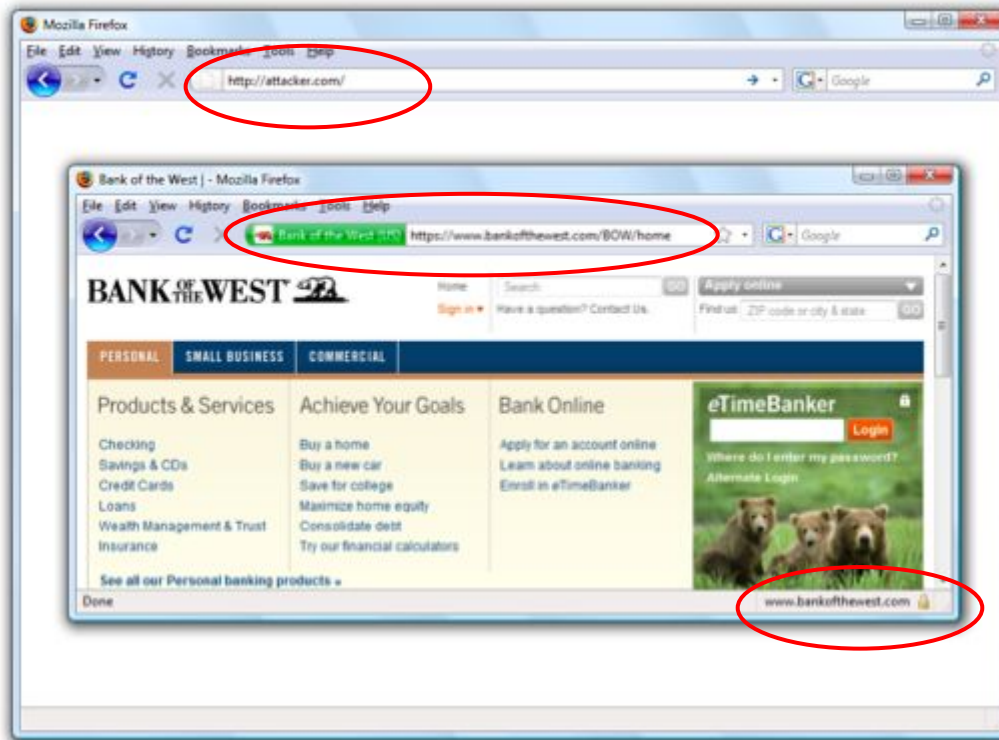 Mozilla Firefox
File Edit View History Bookmarks Tools Help
http://attacker.com/
Google
Bank of the West | - Mozilla Firefox
File Edit View History Bookmarks Tools Help
Bank of the West (US) https://www.bankofthewest.com/BOW/home
Google
BANK OF THE WEST
Home Search GO Apply online
Sign in Have a question? Contact Us. Find us ZIP code or city & state GO
PERSONAL SMALL BUSINESS COMMERCIAL
Products & Services Achieve Your Goals Bank Online eTimeBanker
Login
Checking Buy a home Apply for an account online Where do I enter my password?
Savings & CDs Buy a new car Learn about online banking Alternate Login
Credit Cards Save for college Enroll in eTimeBanker
Loans Maximize home equity
Wealth Management & Trust Consolidate debt
Insurance Try our financial calculators
See all our Personal banking products »
Done www.bankofthewest.com